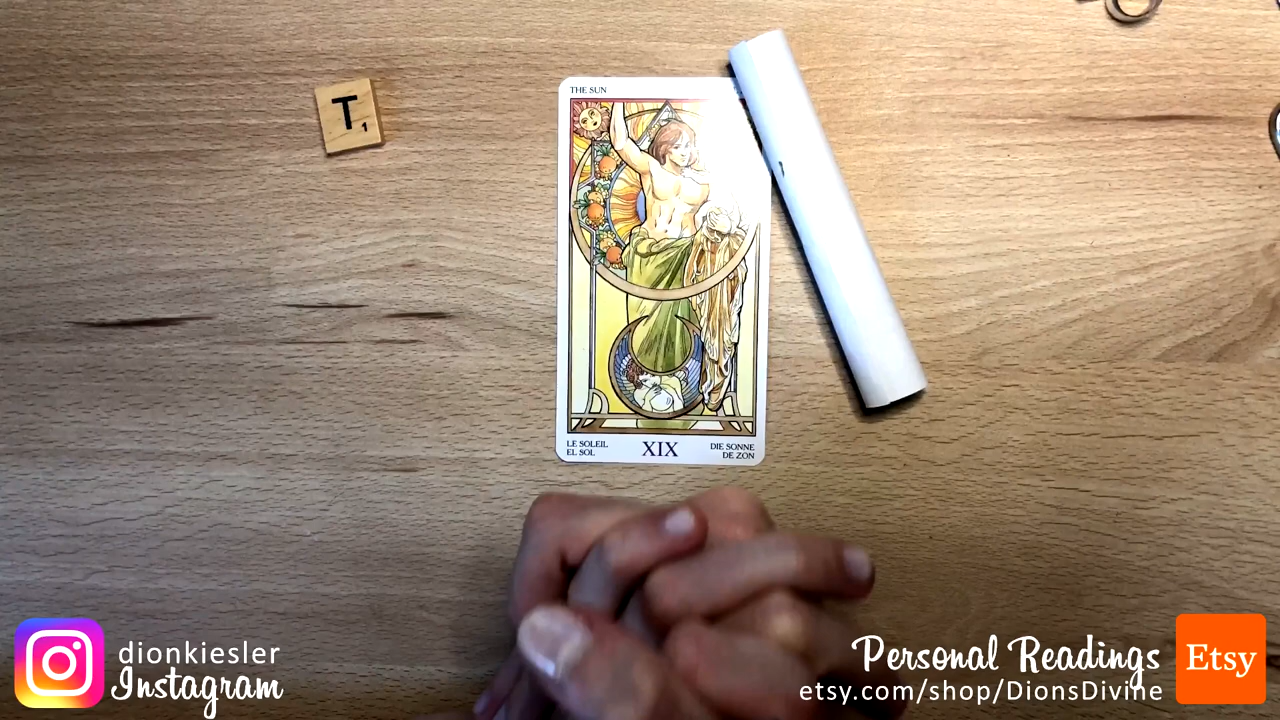 T
1
THE SUN
LE SOLEIL
EL SOL
XIX
DIE SONNE
DE ZON
dionkiesler
Instagram
Personal Readings
etsy.com/shop/DionsDivine
Etsy